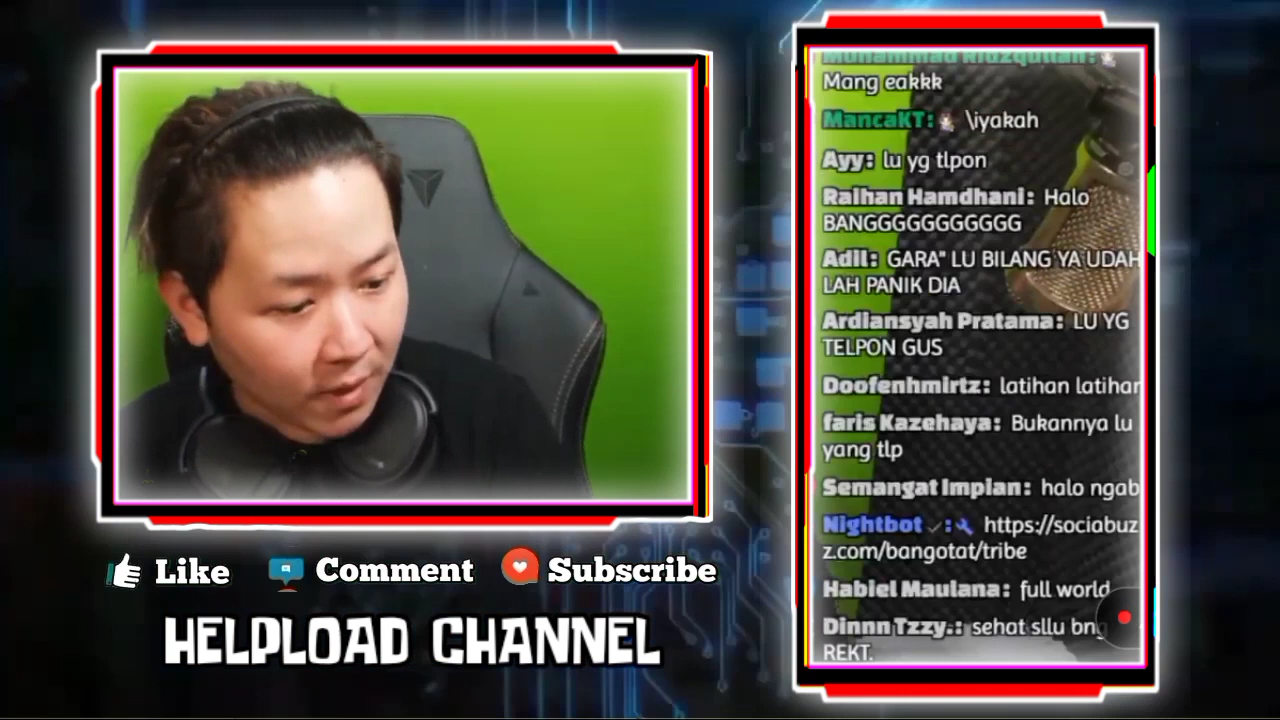 Muhammad Ridzqullah:
Mang eakkk
MancaKT: \iyakah
Ayy: lu yg tlpon
Raihan Hamdhani: Halo
BANGGGGGGGGGGG
Adil: GARA" LU BILANG YA UDAH
LAH PANIK DIA
Ardiansyah Pratama: LU YG
TELPON GUS
Doofenhmirtz: latihan latihan
faris Kazehaya: Bukannya lu
yang tlp
Semangat Impian: halo ngab
Nightbot : https://sociabuz
z.com/bangotat/tribe
Habiel Maulana: full world
Dinnn Tzzy.: sehat sllu bng
REKT.
Like Comment Subscribe
HELPLOAD CHANNEL